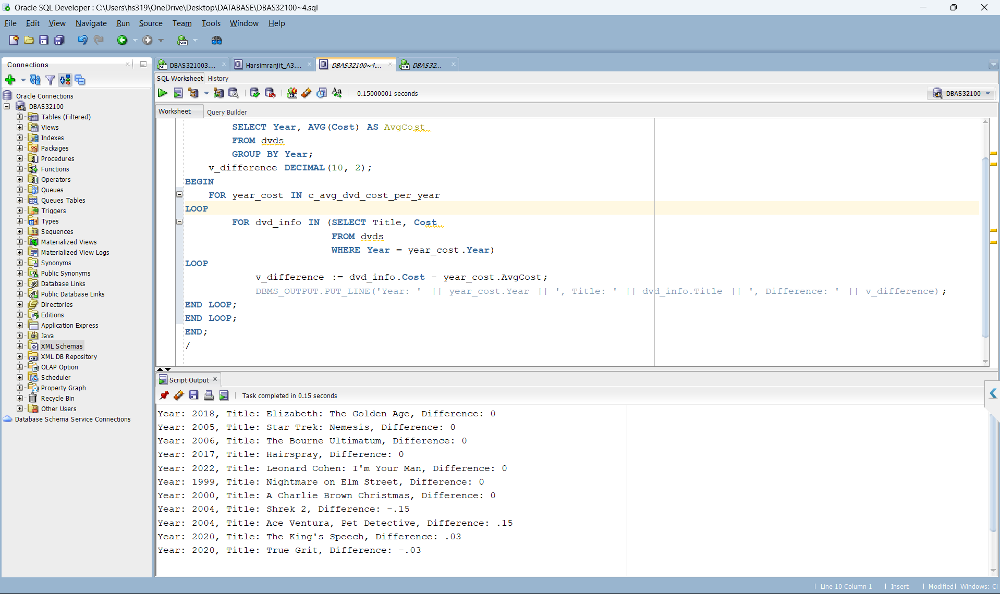 Oracle SQL Developer : C:\Users\hs319\OneDrive\Desktop\DATABASE\DBAS32100~4.sql
File Edit View Navigate Run Source Team Tools Window Help
Connections
Oracle Connections
DBAS32100
Tables (Filtered)
Views
Indexes
Packages
Procedures
Functions
Operators
Queues
Queues Tables
Triggers
Types
Sequences
Materialized Views
Materialized View Logs
Synonyms
Public Synonyms
Database Links
Public Database Links
Directories
Editions
Application Express
Java
XML Schemas
XML DB Repository
OLAP Option
Scheduler
Property Graph
Recycle Bin
Other Users
Database Schema Service Connections
DBAS321003.... Harsimranjit_A3.... DBAS32100~4.... DBAS32...
SQL Worksheet History
0.15000001 seconds
DBAS32100
Worksheet Query Builder
SELECT Year, AVG(Cost) AS AvgCost
FROM dvds
GROUP BY Year;
v_difference DECIMAL(10, 2);
BEGIN
FOR year_cost IN c_avg_dvd_cost_per_year
LOOP
FOR dvd_info IN (SELECT Title, Cost
FROM dvds
WHERE Year = year_cost.Year)
LOOP
v_difference := dvd_info.Cost - year_cost.AvgCost;
DBMS_OUTPUT.PUT_LINE('Year: ' || year_cost.Year || ', Title: ' || dvd_info.Title || ', Difference: ' || v_difference);
END LOOP;
END LOOP;
END;
/
Script Output
Task completed in 0.15 seconds
Year: 2018, Title: Elizabeth: The Golden Age, Difference: 0
Year: 2005, Title: Star Trek: Nemesis, Difference: 0
Year: 2006, Title: The Bourne Ultimatum, Difference: 0
Year: 2017, Title: Hairspray, Difference: 0
Year: 2022, Title: Leonard Cohen: I'm Your Man, Difference: 0
Year: 1999, Title: Nightmare on Elm Street, Difference: 0
Year: 2000, Title: A Charlie Brown Christmas, Difference: 0
Year: 2004, Title: Shrek 2, Difference: -.15
Year: 2004, Title: Ace Ventura, Pet Detective, Difference: .15
Year: 2020, Title: The King's Speech, Difference: .03
Year: 2020, Title: True Grit, Difference: -.03
Line 10 Column 1 Insert Modified Windows: Cl